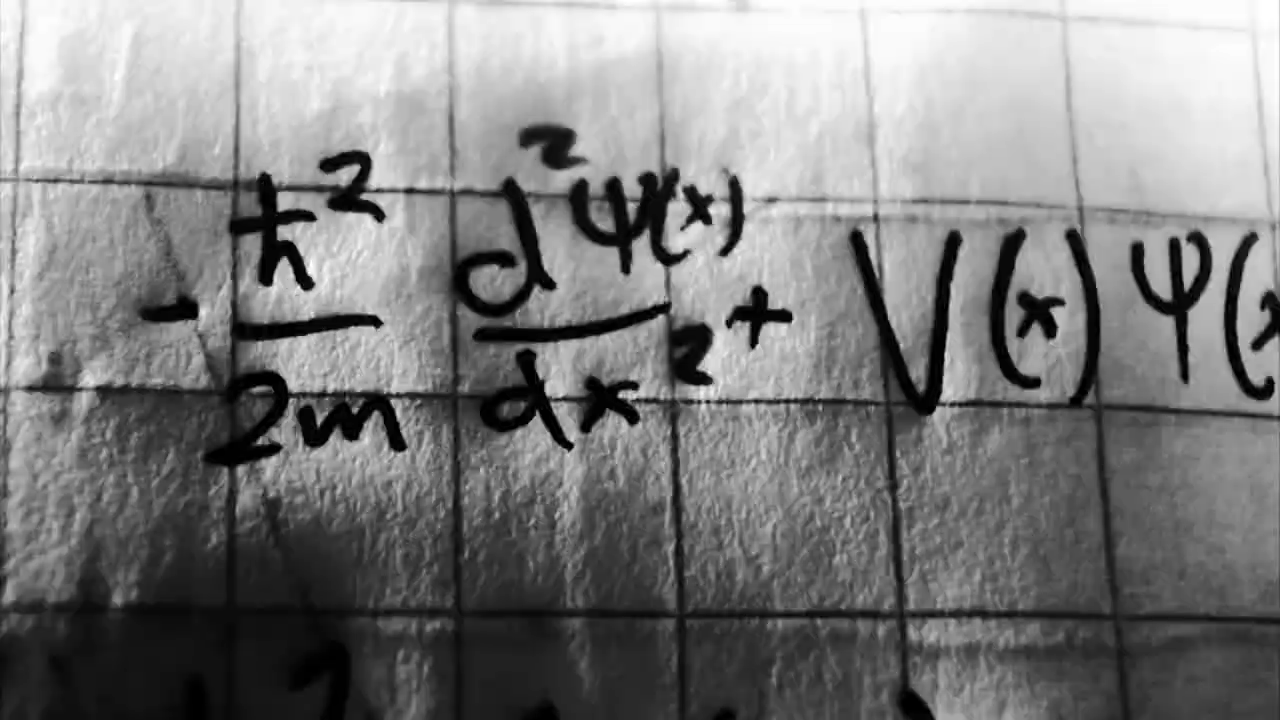 -ħ²/2m d²ψ(x)/dx² + V(x) ψ(x